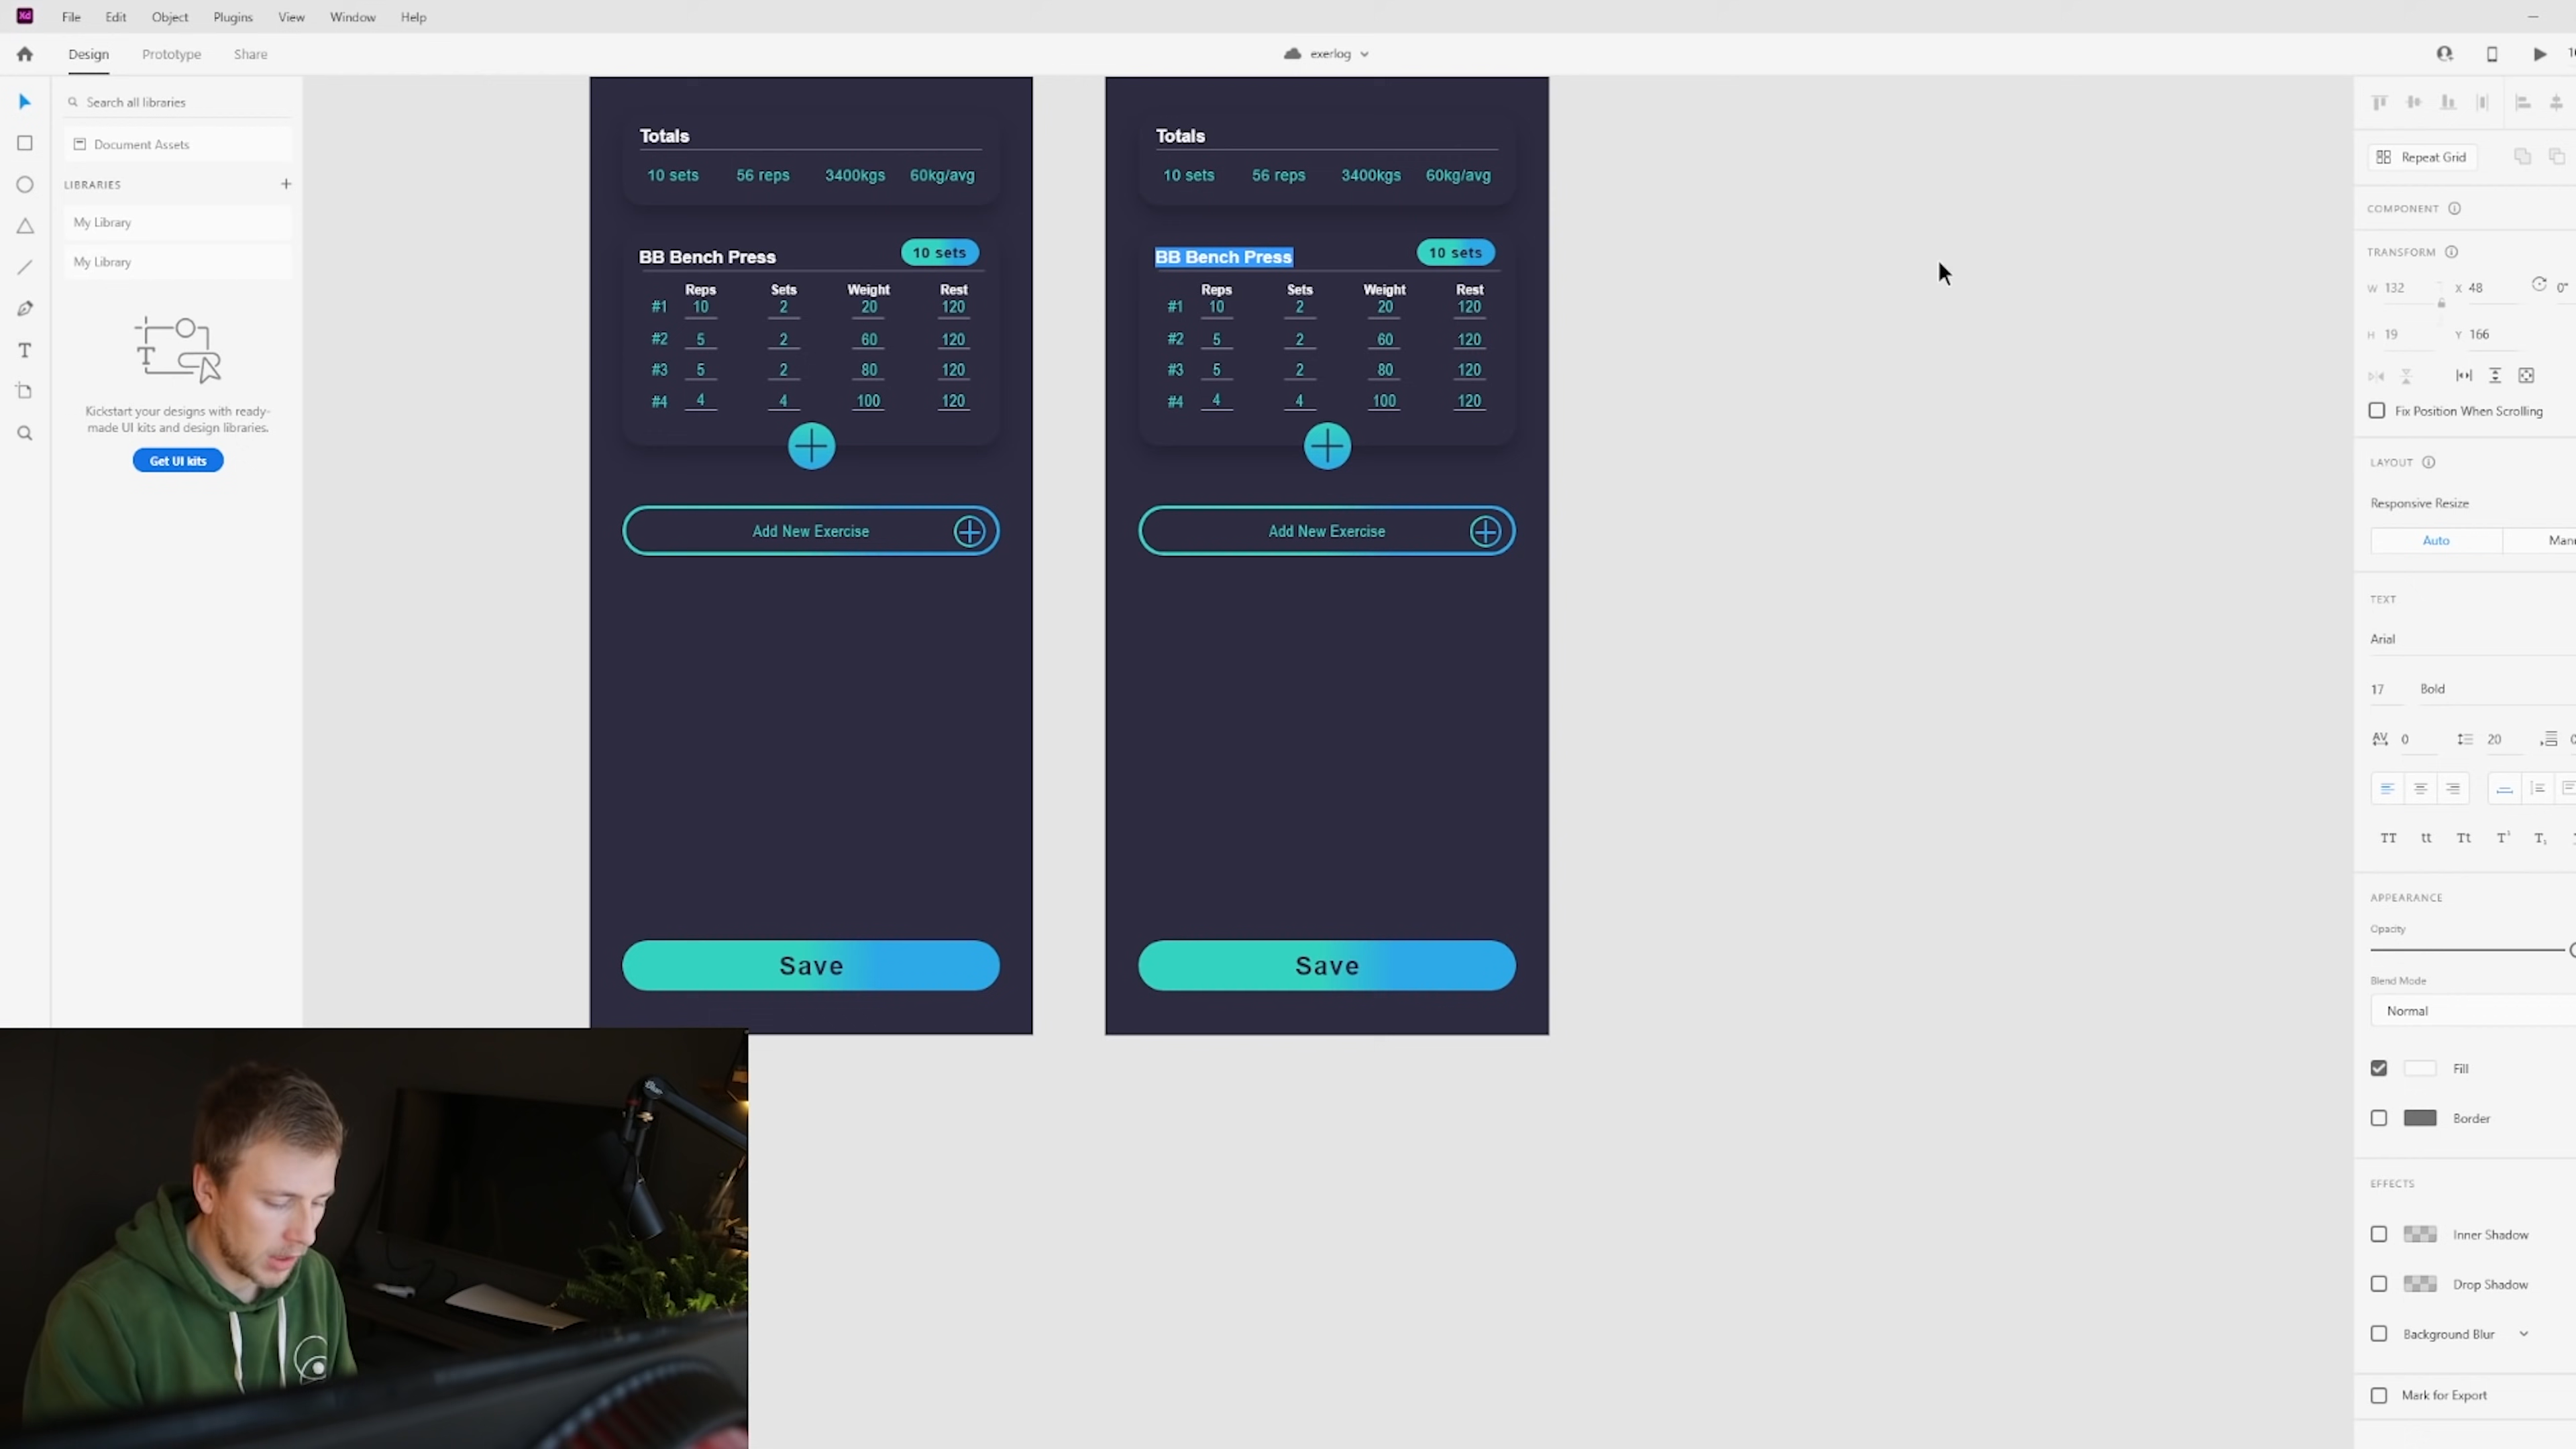 Xd File Edit Object Plugins View Window Help
Design Prototype Share
exerlog
Search all libraries
Document Assets
LIBRARIES +
My Library
My Library
Kickstart your designs with ready-
made UI kits and design libraries.
Get UI kits
Totals
10 sets 56 reps 3400kgs 60kg/avg
BB Bench Press 10 sets
Reps Sets Weight Rest
#1 10 2 20 120
#2 5 2 60 120
#3 5 2 80 120
#4 4 4 100 120
Add New Exercise
Save
Totals
10 sets 56 reps 3400kgs 60kg/avg
BB Bench Press 10 sets
Reps Sets Weight Rest
#1 10 2 20 120
#2 5 2 60 120
#3 5 2 80 120
#4 4 4 100 120
Add New Exercise
Save
Repeat Grid
COMPONENT
TRANSFORM
W 132 X 48 0°
H 19 Y 166
Fix Position When Scrolling
LAYOUT
Responsive Resize
Auto
TEXT
Arial
17 Bold
AV 0 20
TT tt Tt T¹ T,
APPEARANCE
Opacity
Blend Mode
Normal
Fill
Border
EFFECTS
Inner Shadow
Drop Shadow
Background Blur
Mark for Export